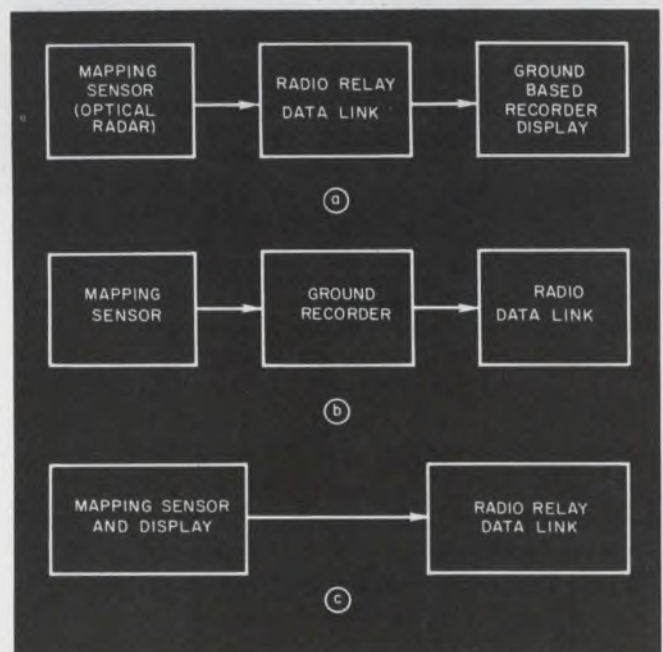 MAPPING
SENSOR
(OPTICAL
RADAR)
RADIO RELAY
DATA LINK
GROUND
BASED
RECORDER
DISPLAY
a
MAPPING
SENSOR
GROUND
RECORDER
RADIO
DATA LINK
b
MAPPING SENSOR
AND DISPLAY
RADIO RELAY
DATA LINK
c